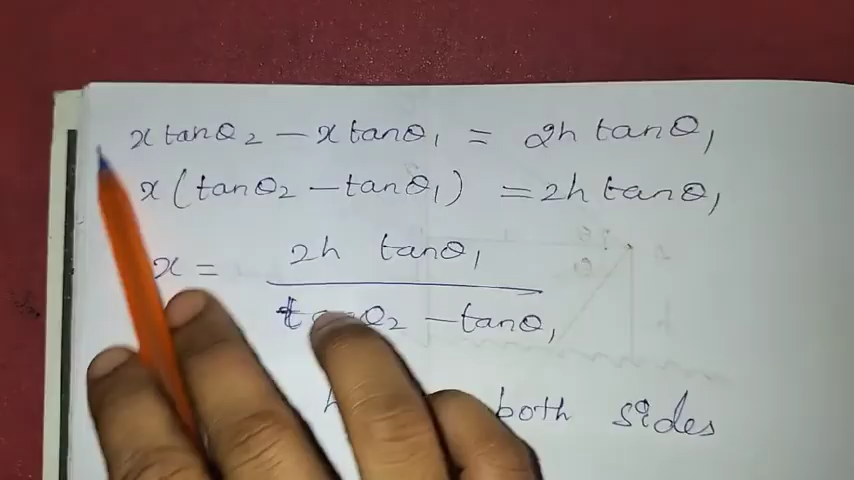 x tanθ₂ – x tanθ₁ = 2h tanθ₁
x (tanθ₂ – tanθ₁) = 2h tanθ₁
x = 2h tanθ₁
tanθ₂ – tanθ₁
both sides